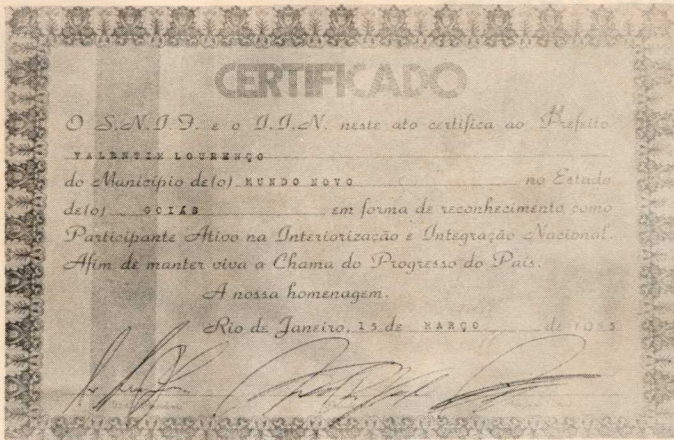 CERTIFICADO
O S.N.I.F. e o I.I.N. neste ato certifica ao Prefeito
VALENTIM LOURENÇO
do Município de(o) MUNDO NOVO no Estado
de(o) GOIÁS em forma de reconhecimento como
Participante Ativo na Interiorização e Integração Nacional.
Afim de manter viva a Chama do Progresso do País.
A nossa homenagem.
Rio de Janeiro, 15 de MARÇO de 1985